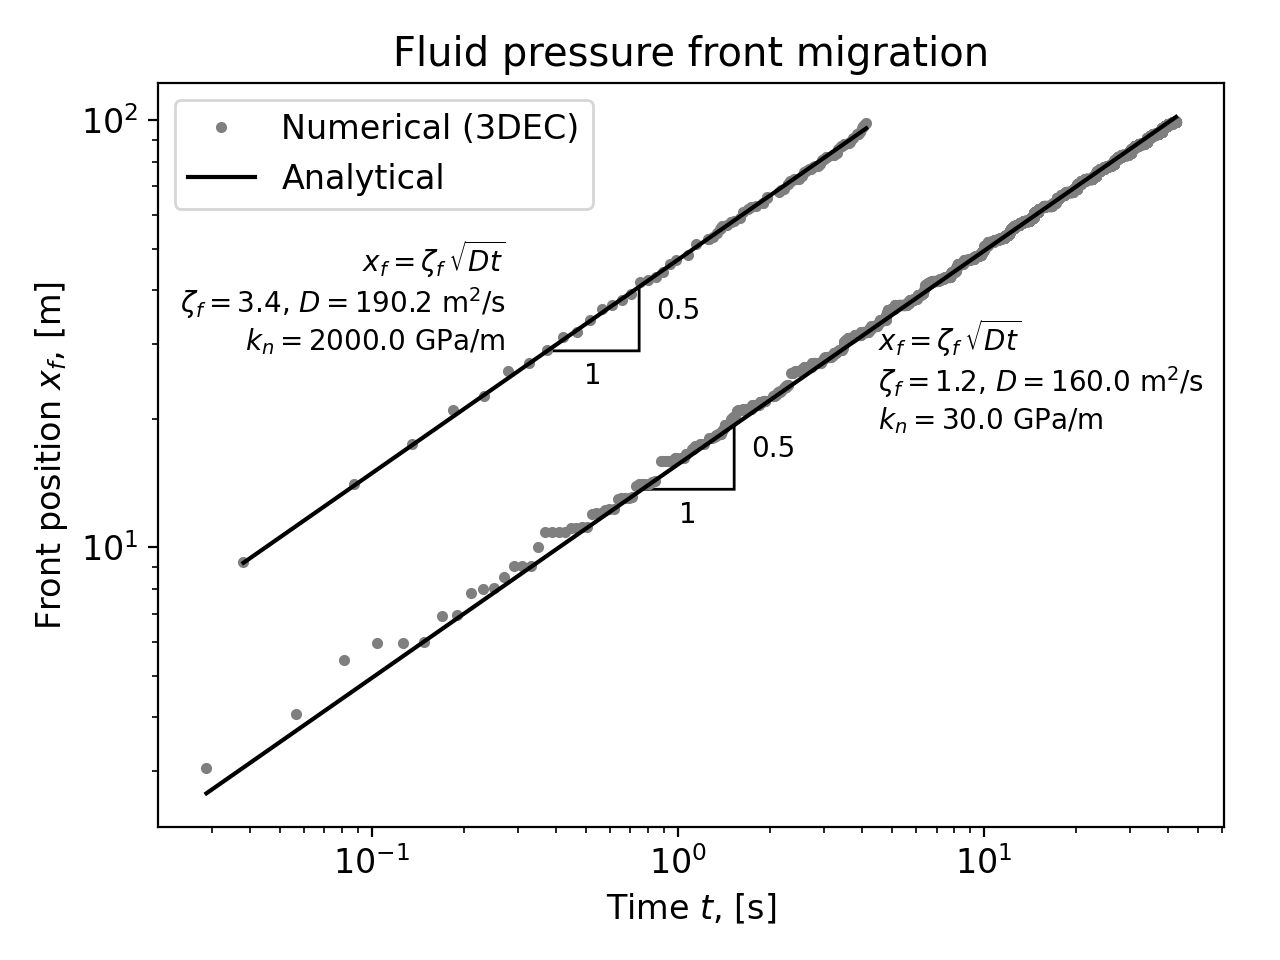 Fluid pressure front migration
Front position x_f, [m]
10²
10¹
Numerical (3DEC)
Analytical
x_f = ζ_f √Dt
ζ_f = 3.4, D = 190.2 m²/s
k_n = 2000.0 GPa/m
0.5
1
x_f = ζ_f √Dt
ζ_f = 1.2, D = 160.0 m²/s
k_n = 30.0 GPa/m
0.5
1
10⁻¹
10⁰
10¹
Time t, [s]